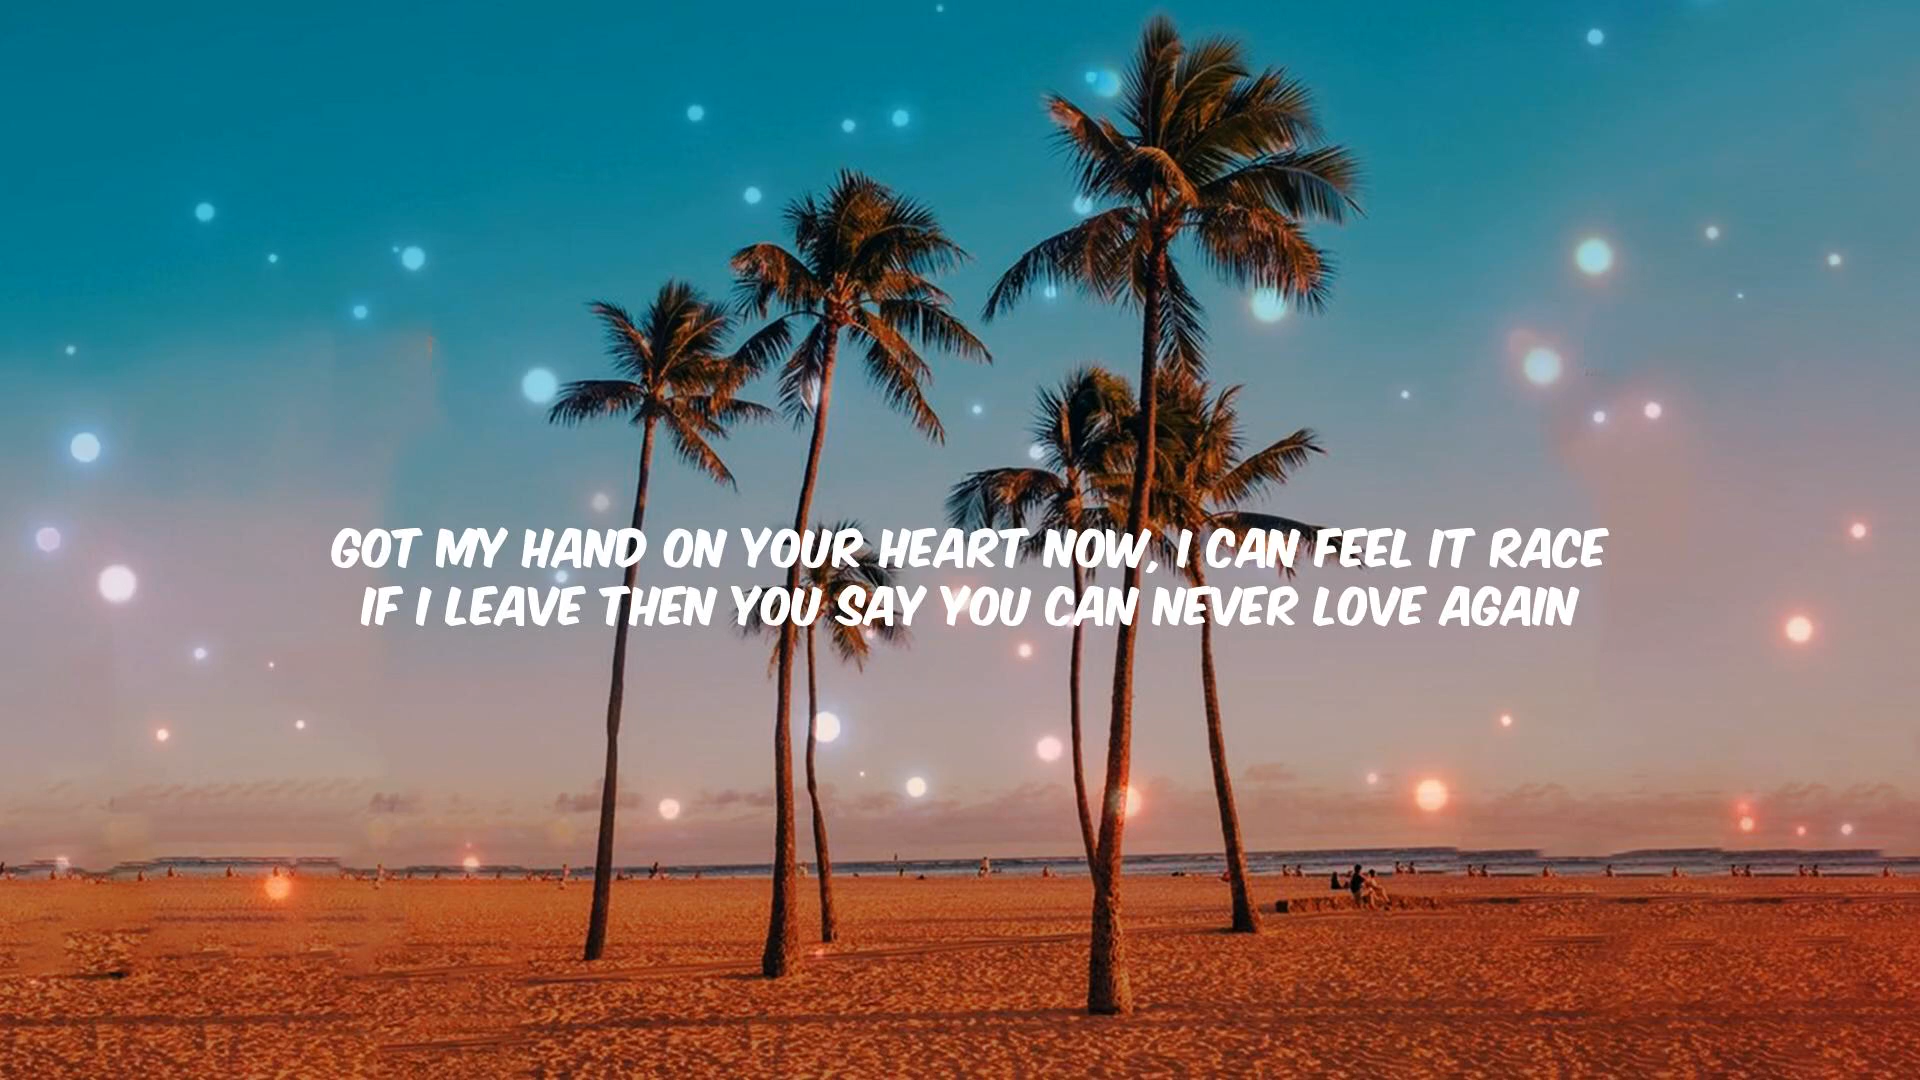 GOT MY HAND ON YOUR HEART NOW, I CAN FEEL IT RACE
IF I LEAVE THEN YOU SAY YOU CAN NEVER LOVE AGAIN